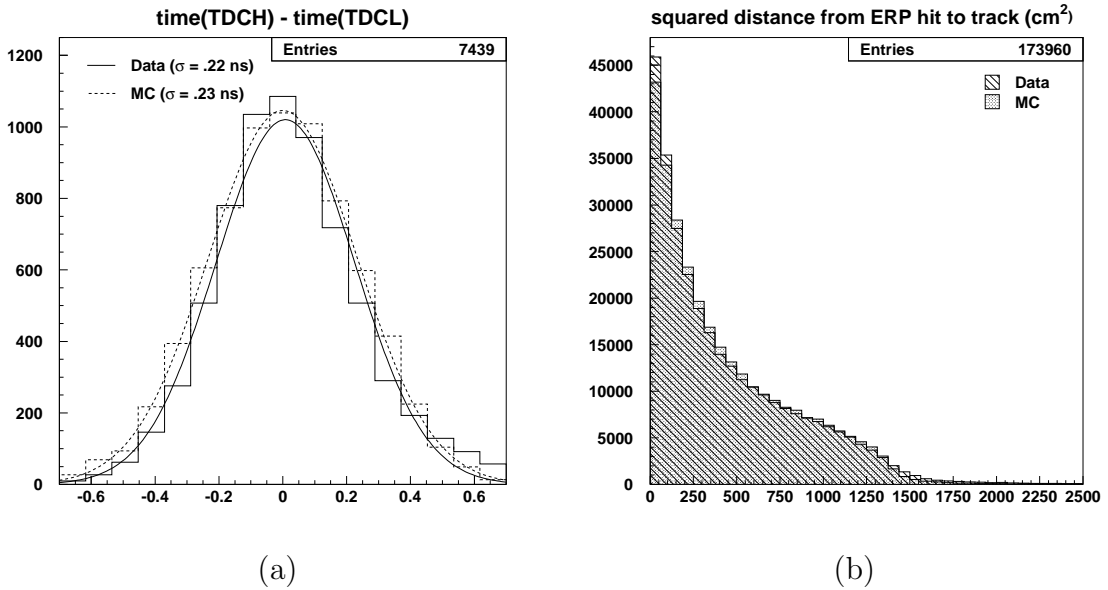 time(TDCH) - time(TDCL)
Entries 7439
Data (σ = .22 ns)
MC (σ = .23 ns)
1200
1000
800
600
400
200
0
-0.6 -0.4 -0.2 0 0.2 0.4 0.6
(a)
squared distance from ERP hit to track (cm²)
Entries 173960
Data
MC
45000
40000
35000
30000
25000
20000
15000
10000
5000
0
0 250 500 750 1000 1250 1500 1750 2000 2250 2500
(b)